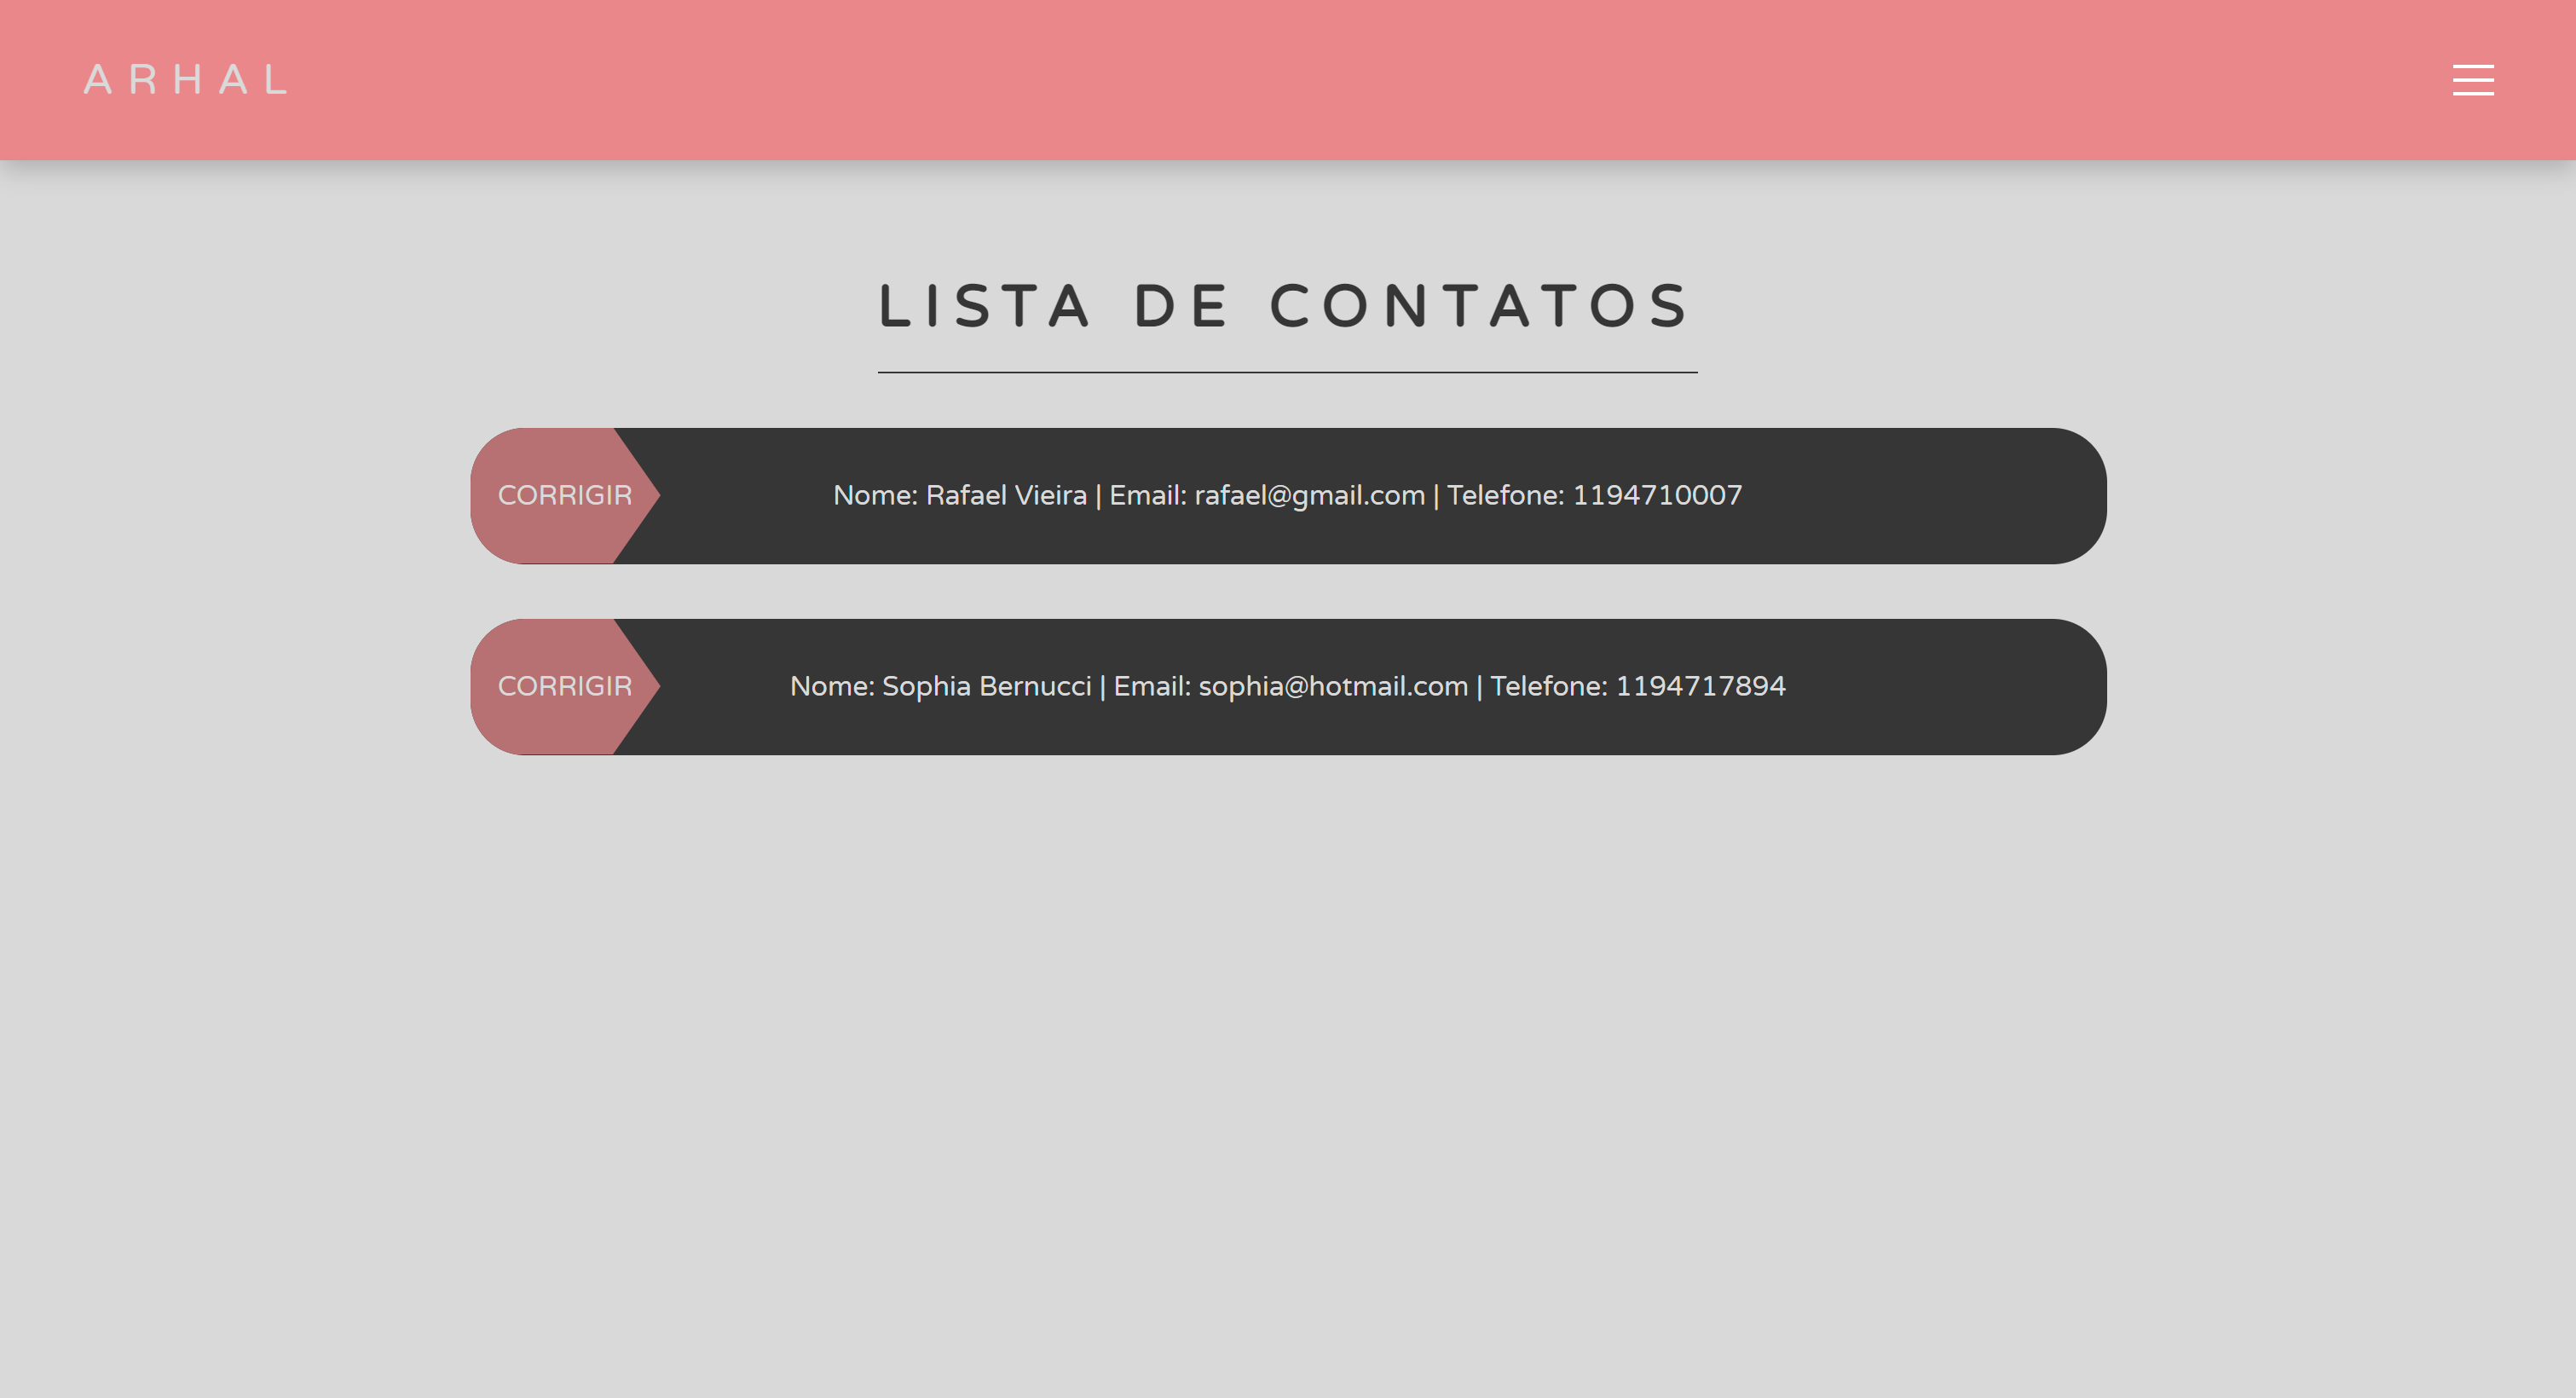 ARHAL
LISTA DE CONTATOS
CORRIGIR Nome: Rafael Vieira | Email: rafael@gmail.com | Telefone: 1194710007
CORRIGIR Nome: Sophia Bernucci | Email: sophia@hotmail.com | Telefone: 1194717894